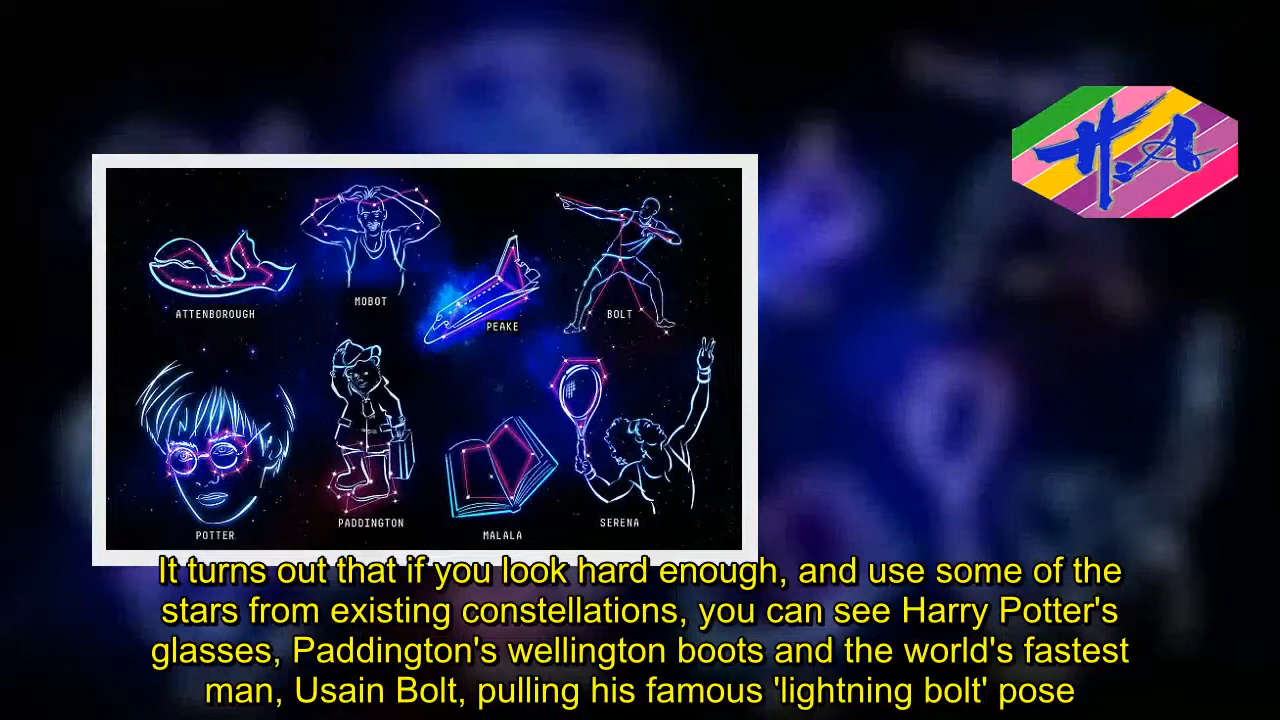 H.A
ATTENBOROUGH
MOBOT
PEAKE
BOLT
POTTER
PADDINGTON
MALALA
SERENA
It turns out that if you look hard enough, and use some of the
stars from existing constellations, you can see Harry Potter's
glasses, Paddington's wellington boots and the world's fastest
man, Usain Bolt, pulling his famous 'lightning bolt' pose